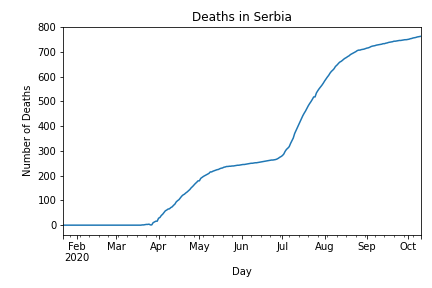 Deaths in Serbia
Number of Deaths
800
700
600
500
400
300
200
100
0
Feb Mar Apr May Jun Jul Aug Sep Oct
2020
Day